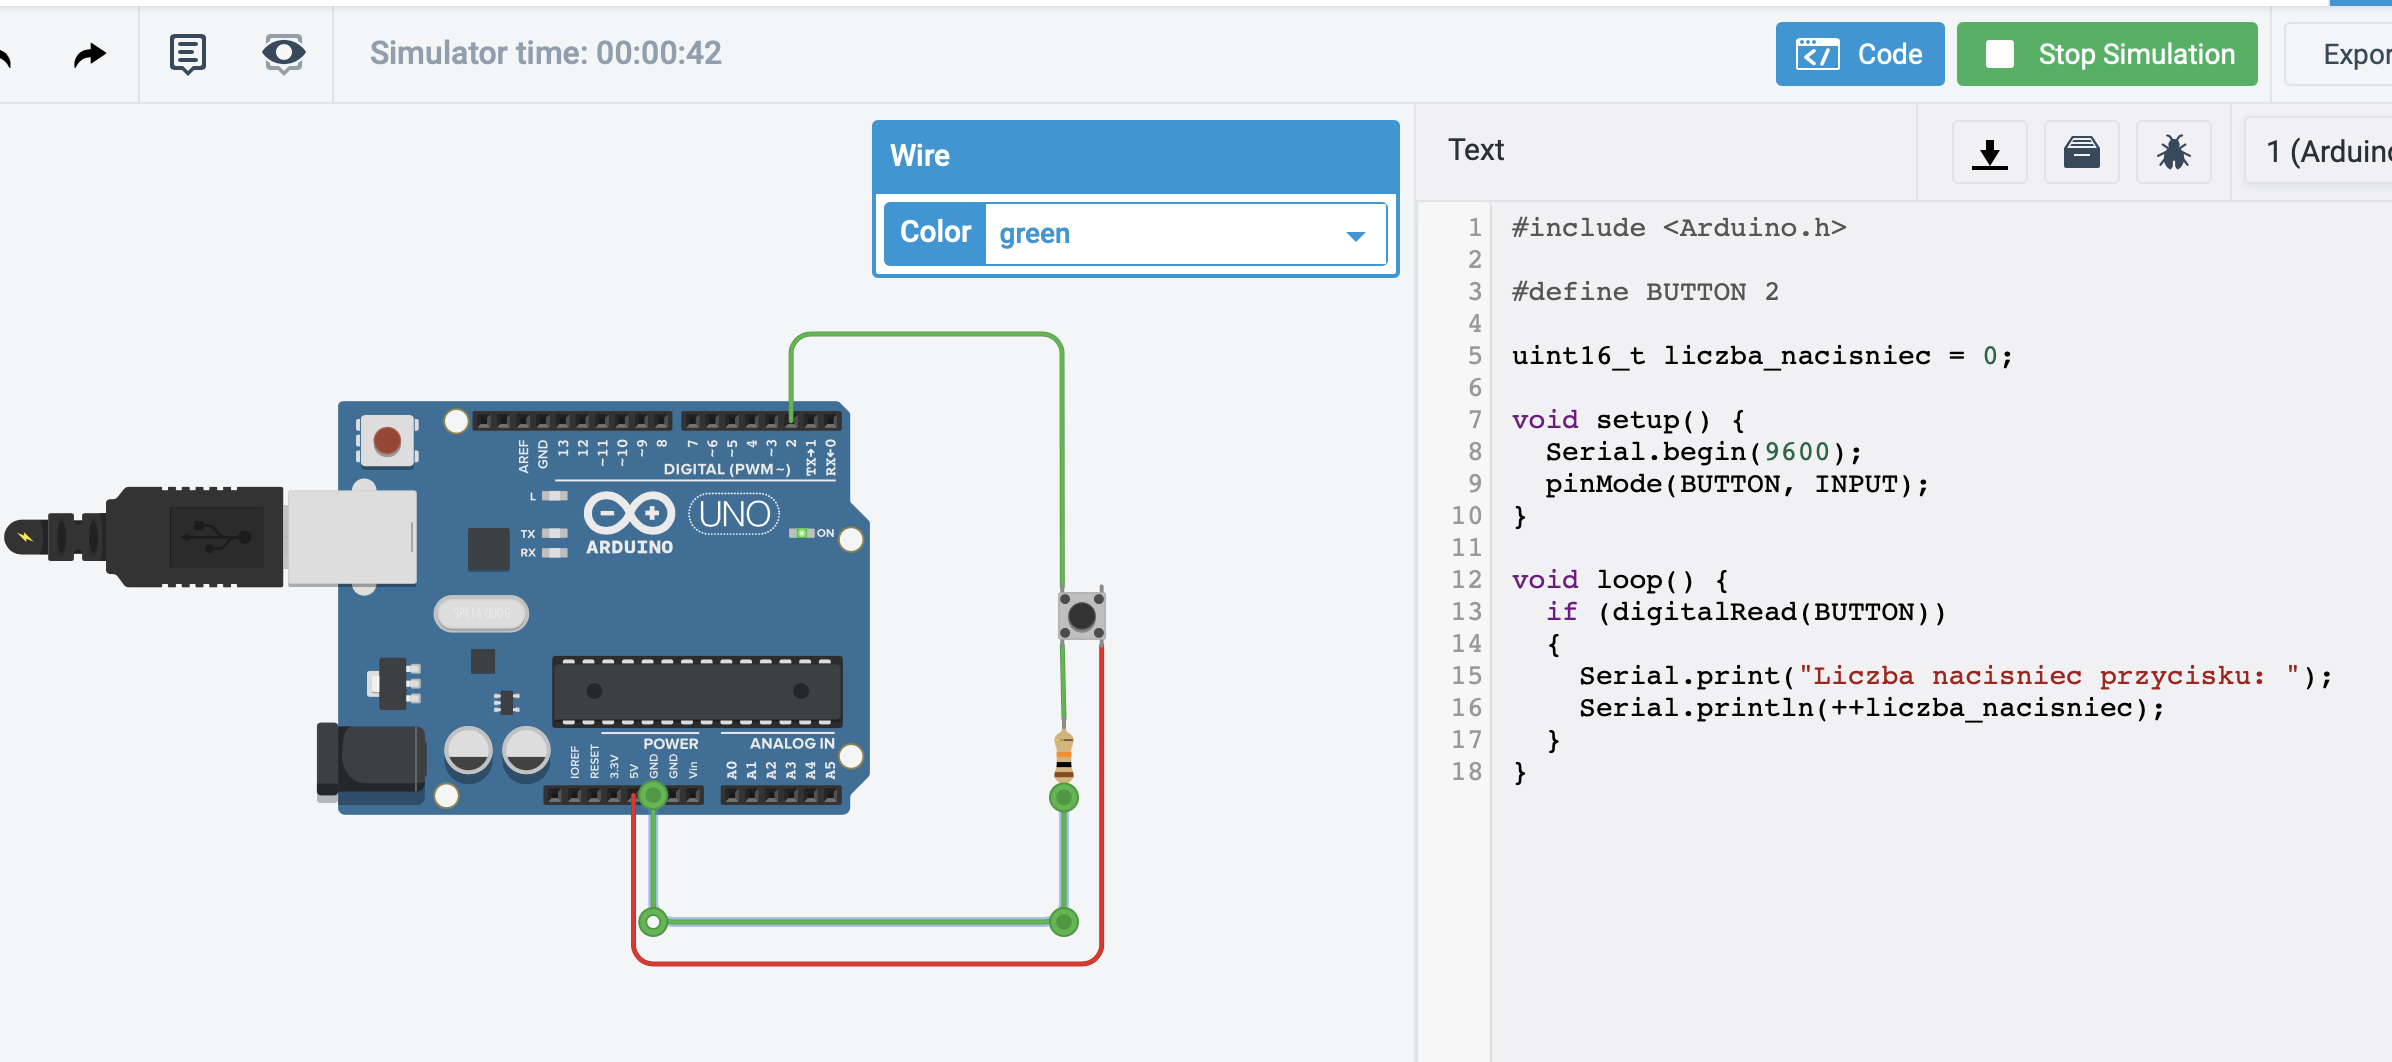 Simulator time: 00:00:42
Code
Stop Simulation
Wire
Color
green
Text
1 #include <Arduino.h>
2
3 #define BUTTON 2
4
5 uint16_t liczba_nacisniec = 0;
6
7 void setup() {
8   Serial.begin(9600);
9   pinMode(BUTTON, INPUT);
10 }
11
12 void loop() {
13   if (digitalRead(BUTTON))
14   {
15     Serial.print("Liczba nacisniec przycisku: ");
16     Serial.println(++liczba_nacisniec);
17   }
18 }
AREF GND 13 12 ~11 ~10 ~9 8 7 ~6 ~5 4 ~3 2 TX→1 RX←0
DIGITAL (PWM~)
L
TX
RX
UNO
ON
ARDUINO
SPK16.000G
POWER
ANALOG IN
IOREF RESET 3.3V 5V GND GND Vin A0 A1 A2 A3 A4 A5